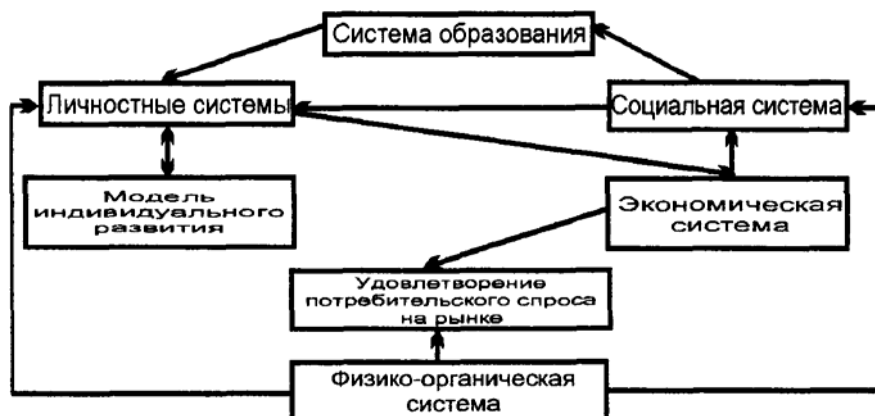 Система образования
Личностные системы
Социальная система
Модель
индивидуального
развития
Экономическая
система
Удовлетворение
потребительского спроса
на рынке
Физико-органическая
система